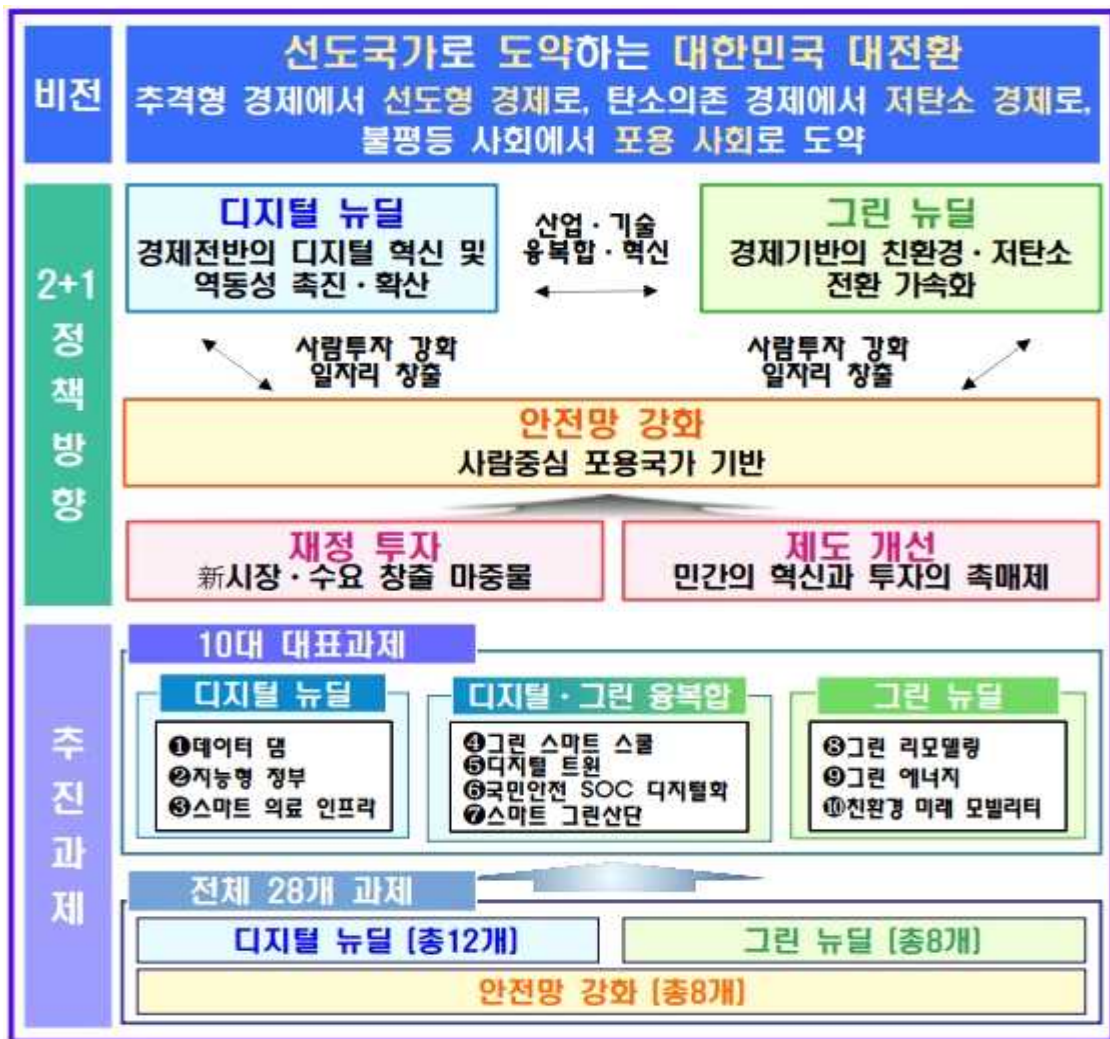 비전
선도국가로 도약하는 대한민국 대전환
추격형 경제에서 선도형 경제로, 탄소의존 경제에서 저탄소 경제로,
불평등 사회에서 포용 사회로 도약
2+1
정
책
방
향
디지털 뉴딜
경제전반의 디지털 혁신 및
역동성 촉진·확산
산업·기술
융복합·혁신
그린 뉴딜
경제기반의 친환경·저탄소
전환 가속화
사람투자 강화
일자리 창출
사람투자 강화
일자리 창출
안전망 강화
사람중심 포용국가 기반
재정 투자
新시장·수요 창출 마중물
제도 개선
민간의 혁신과 투자의 촉매제
추
진
과
제
10대 대표과제
디지털 뉴딜
❶데이터 댐
❷지능형 정부
❸스마트 의료 인프라
디지털·그린 융복합
❹그린 스마트 스쿨
❺디지털 트윈
❻국민안전 SOC 디지털화
❼스마트 그린산단
그린 뉴딜
❽그린 리모델링
❾그린 에너지
❿친환경 미래 모빌리티
전체 28개 과제
디지털 뉴딜 (총12개)
그린 뉴딜 (총8개)
안전망 강화 (총8개)